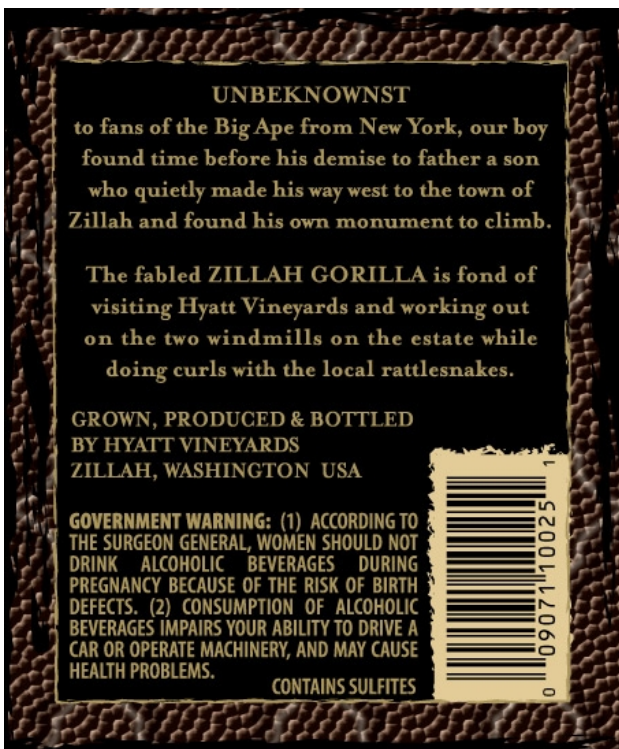 UNBEKNOWNST
to fans of the Big Ape from New York, our boy
found time before his demise to father a son
who quietly made his way west to the town of
Zillah and found his own monument to climb.
The fabled ZILLAH GORILLA is fond of
visiting Hyatt Vineyards and working out
on the two windmills on the estate while
doing curls with the local rattlesnakes.
GROWN, PRODUCED & BOTTLED
BY HYATT VINEYARDS
ZILLAH, WASHINGTON USA
GOVERNMENT WARNING: (1) ACCORDING TO
THE SURGEON GENERAL, WOMEN SHOULD NOT
DRINK ALCOHOLIC BEVERAGES DURING
PREGNANCY BECAUSE OF THE RISK OF BIRTH
DEFECTS. (2) CONSUMPTION OF ALCOHOLIC
BEVERAGES IMPAIRS YOUR ABILITY TO DRIVE A
CAR OR OPERATE MACHINERY, AND MAY CAUSE
HEALTH PROBLEMS.
CONTAINS SULFITES
0 09071 10025 1